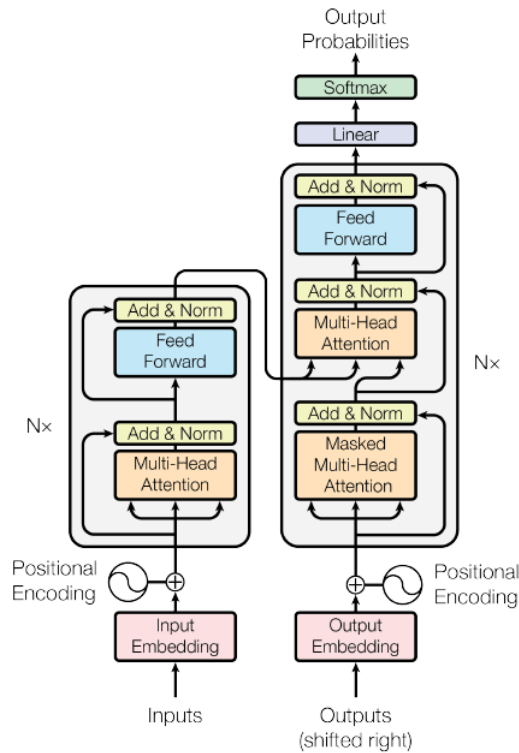 Output
Probabilities
Softmax
Linear
Add & Norm
Feed
Forward
Add & Norm
Multi-Head
Attention
Add & Norm
Masked
Multi-Head
Attention
N×
Add & Norm
Feed
Forward
Add & Norm
Multi-Head
Attention
N×
Positional
Encoding
Positional
Encoding
Input
Embedding
Output
Embedding
Inputs
Outputs
(shifted right)